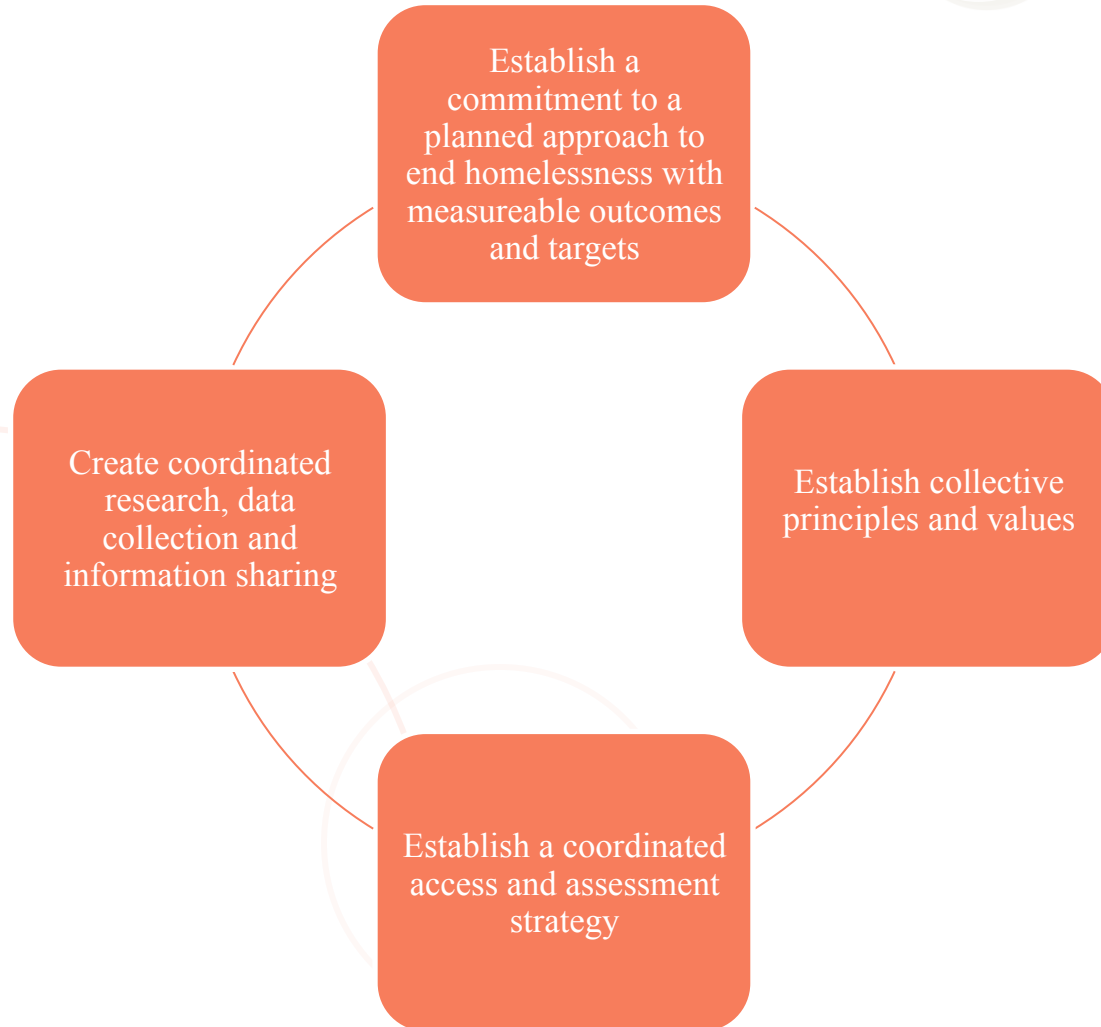 Establish a
commitment to a
planned approach to
end homelessness with
measureable outcomes
and targets
Establish collective
principles and values
Establish a coordinated
access and assessment
strategy
Create coordinated
research, data
collection and
information sharing